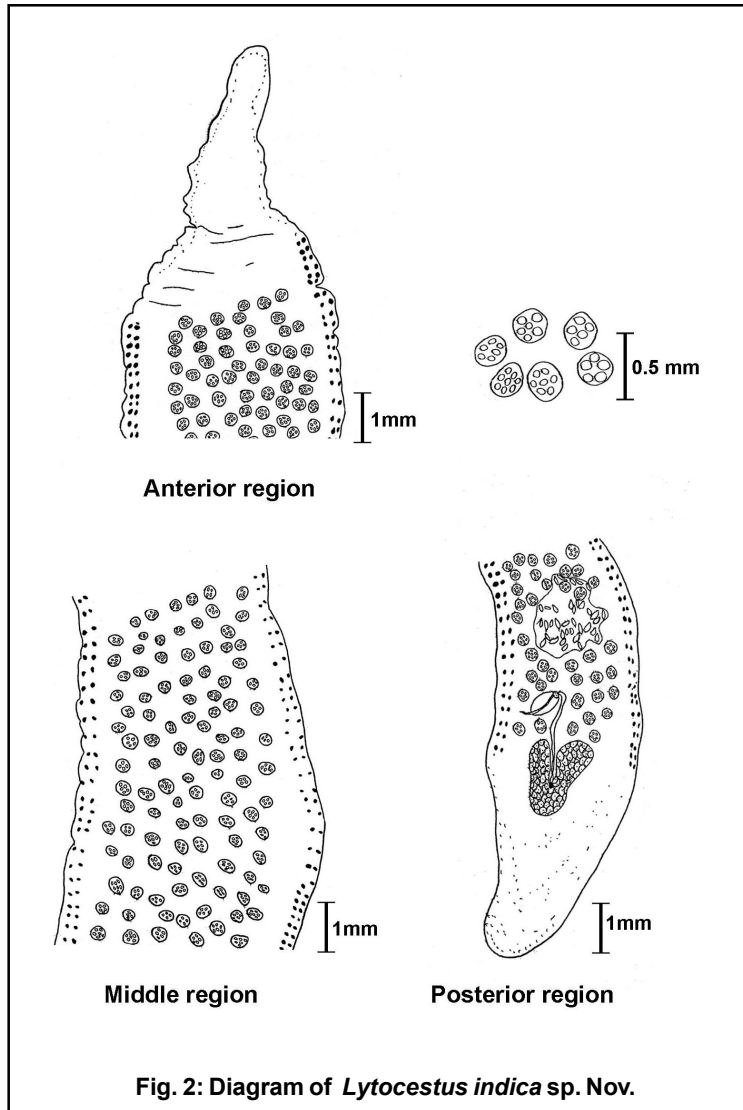 0.5 mm
1mm
Anterior region
1mm
1mm
Middle region
Posterior region
Fig. 2: Diagram of Lytocestus indica sp. Nov.